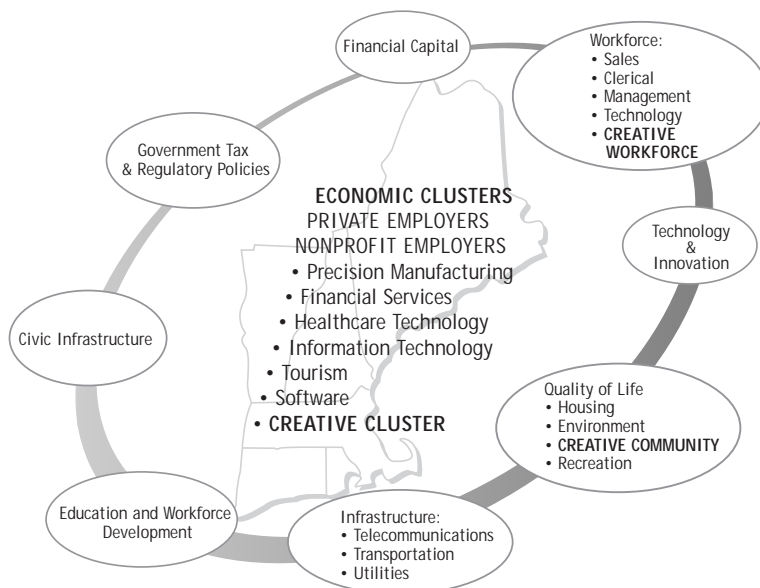 Financial Capital
Workforce:
• Sales
• Clerical
• Management
• Technology
• CREATIVE
WORKFORCE
Government Tax
& Regulatory Policies
ECONOMIC CLUSTERS
PRIVATE EMPLOYERS
NONPROFIT EMPLOYERS
• Precision Manufacturing
• Financial Services
• Healthcare Technology
• Information Technology
• Tourism
• Software
• CREATIVE CLUSTER
Technology
&
Innovation
Civic Infrastructure
Quality of Life
• Housing
• Environment
• CREATIVE COMMUNITY
• Recreation
Education and Workforce
Development
Infrastructure:
• Telecommunications
• Transportation
• Utilities